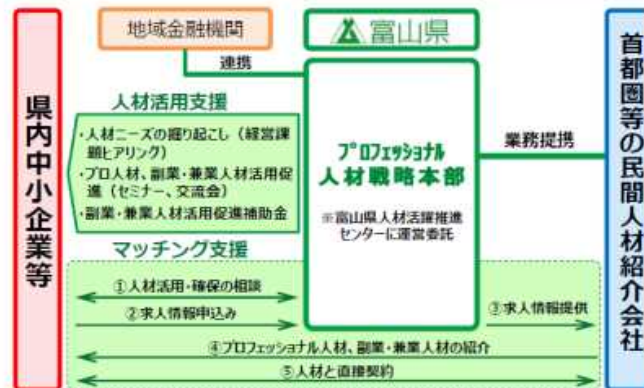 地域金融機関
富山県
連携
県内中小企業等
人材活用支援
・人材ニーズの掘り起こし（経営課
題ヒアリング）
・プロ人材、副業・兼業人材活用促
進（セミナー、交流会）
・副業・兼業人材活用促進補助金
プロフェッショナル
人材戦略本部
※富山県人材活躍推進
センターに運営委託
業務提携
首都圏等の民間人材紹介会社
マッチング支援
①人材活用・確保の相談
②求人情報申込み
③求人情報提供
④プロフェッショナル人材、副業・兼業人材の紹介
⑤人材と直接契約